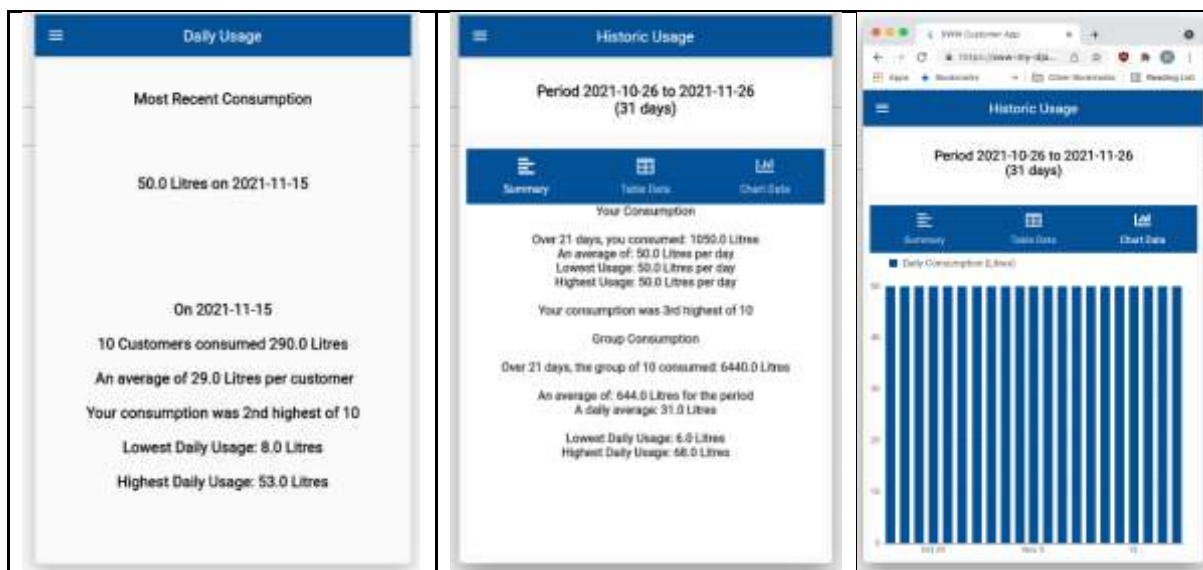 Daily Usage
Most Recent Consumption
50.0 Litres on 2021-11-15
On 2021-11-15
10 Customers consumed 290.0 Litres
An average of 29.0 Litres per customer
Your consumption was 2nd highest of 10
Lowest Daily Usage: 8.0 Litres
Highest Daily Usage: 53.0 Litres
Historic Usage
Period 2021-10-26 to 2021-11-26
(31 days)
Summary Table Data Chart Data
Your Consumption
Over 21 days, you consumed: 1050.0 Litres
An average of: 50.0 Litres per day
Lowest Usage: 50.0 Litres per day
Highest Usage: 50.0 Litres per day
Your consumption was 3rd highest of 10
Group Consumption
Over 21 days, the group of 10 consumed: 6440.0 Litres
An average of: 644.0 Litres for the period
A daily average: 31.0 Litres
Lowest Daily Usage: 6.0 Litres
Highest Daily Usage: 68.0 Litres
Customer App
Apps Bookmarks Other Bookmarks Reading List
Historic Usage
Period 2021-10-26 to 2021-11-26
(31 days)
Summary Table Data Chart Data
Daily Consumption (Litres)
50
40
30
20
10
0
Nov 5